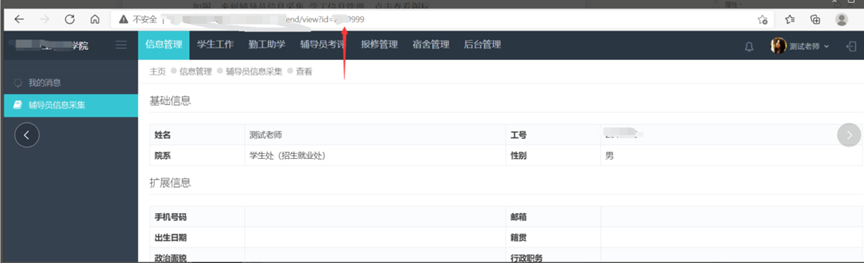 不安全
end/view?id=
9999
学院
信息管理 学生工作 勤工助学 辅导员考评 报修管理 宿舍管理 后台管理
测试老师
我的消息
辅导员信息采集
主页 信息管理 辅导员信息采集 查看
基础信息
姓名 测试老师 工号
院系 学生处（招生就业处） 性别 男
扩展信息
手机号码 邮箱
出生日期 籍贯
政治面貌 行政职务